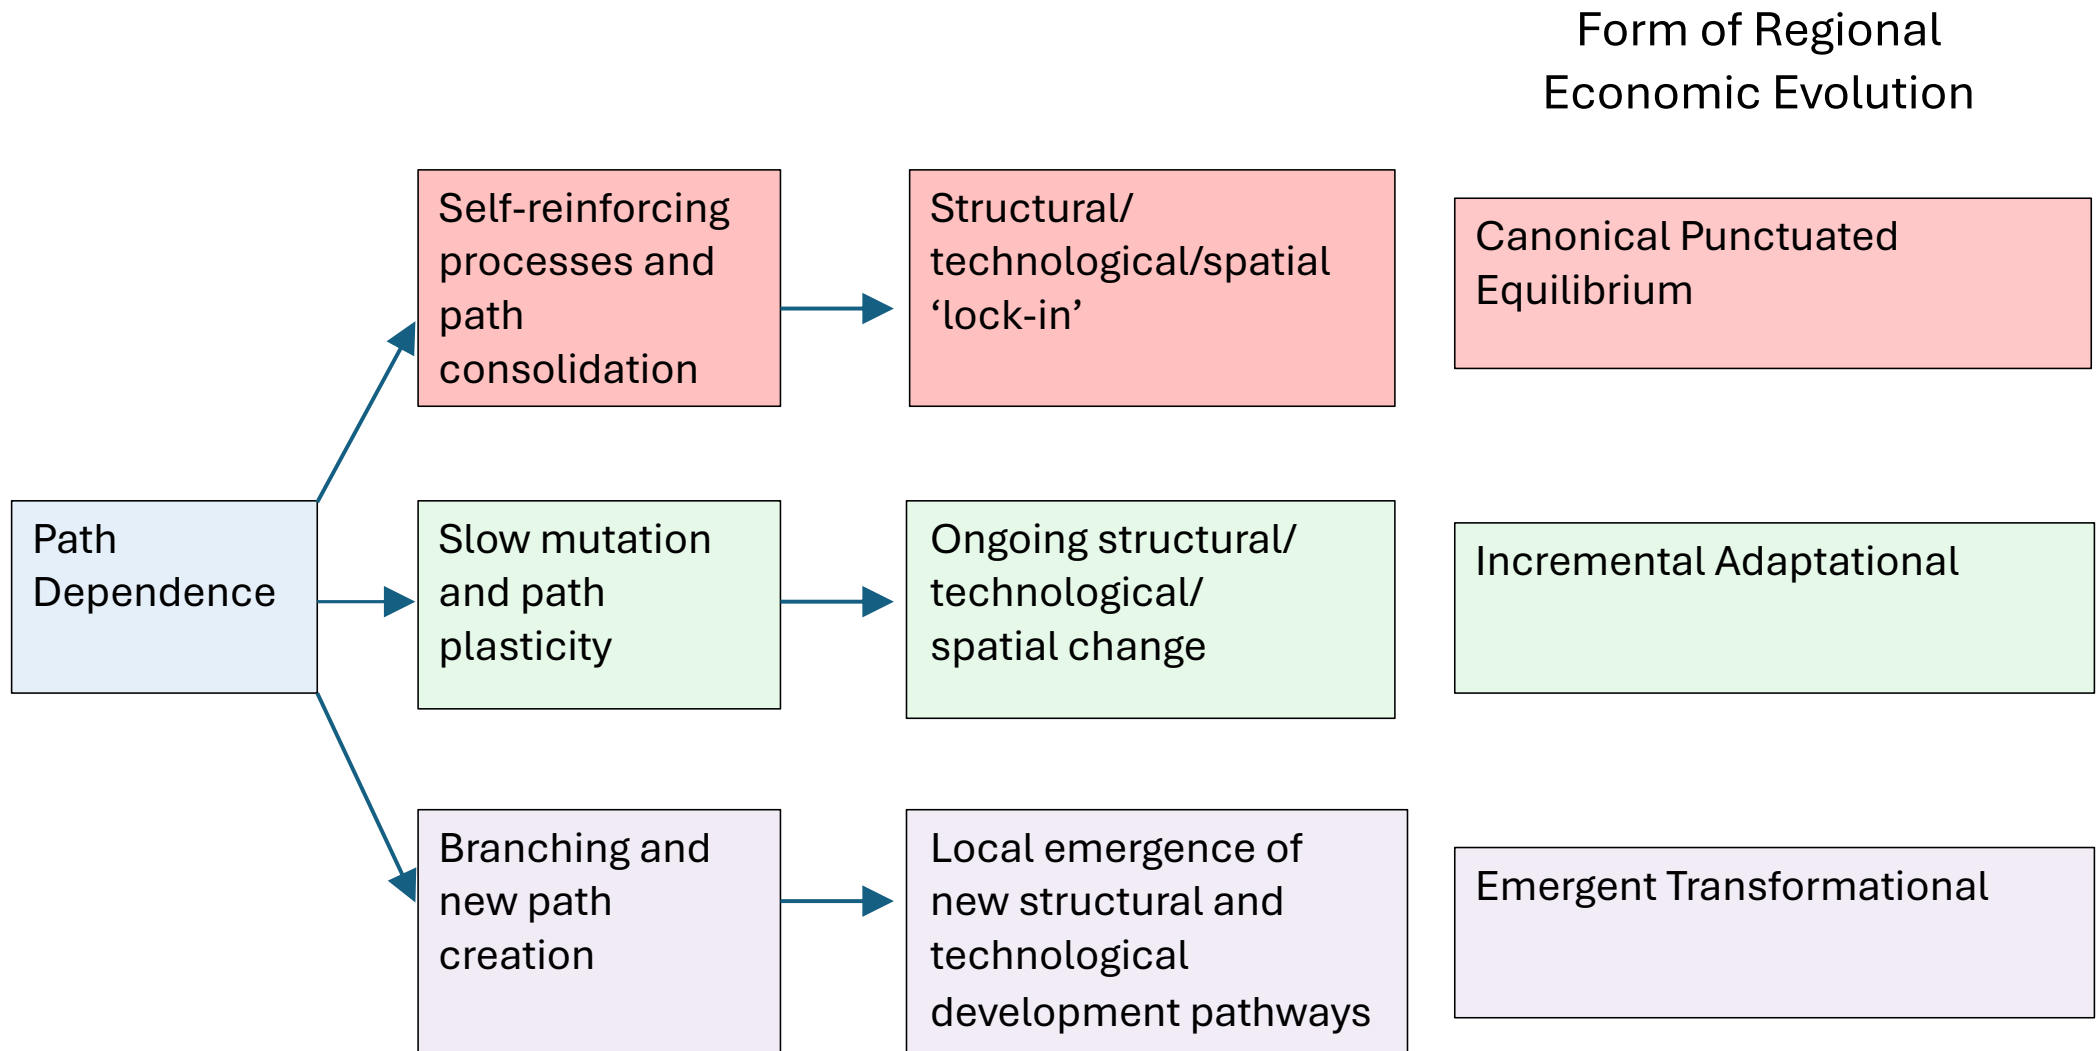 Form of Regional
Economic Evolution
Self-reinforcing
processes and
path
consolidation
Structural/
technological/spatial
‘lock-in’
Canonical Punctuated
Equilibrium
Path
Dependence
Slow mutation
and path
plasticity
Ongoing structural/
technological/
spatial change
Incremental Adaptational
Branching and
new path
creation
Local emergence of
new structural and
technological
development pathways
Emergent Transformational